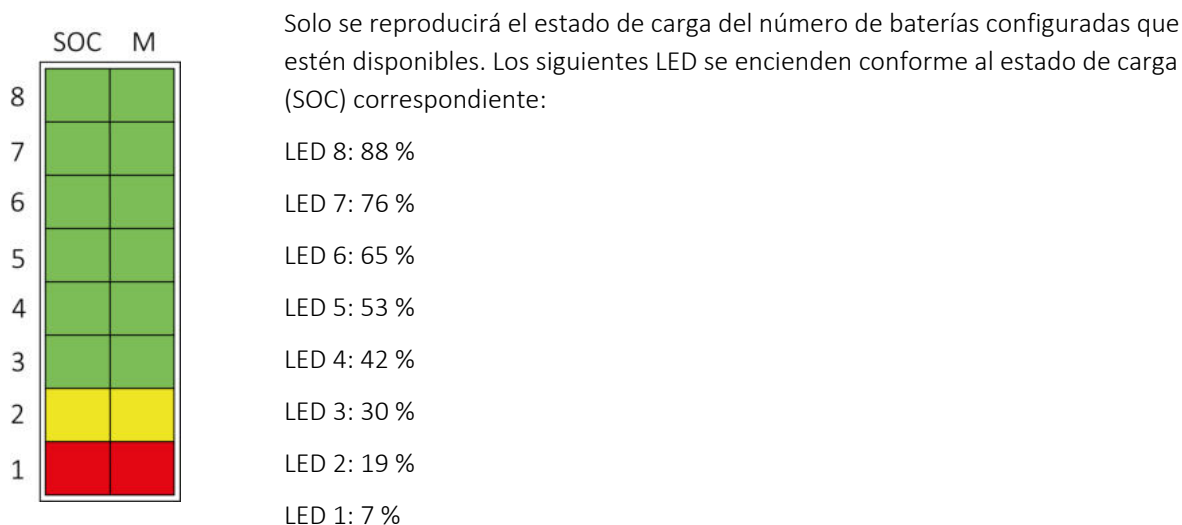 SOC M
8
7
6
5
4
3
2
1
Solo se reproducirá el estado de carga del número de baterías configuradas que
estén disponibles. Los siguientes LED se encienden conforme al estado de carga
(SOC) correspondiente:
LED 8: 88 %
LED 7: 76 %
LED 6: 65 %
LED 5: 53 %
LED 4: 42 %
LED 3: 30 %
LED 2: 19 %
LED 1: 7 %